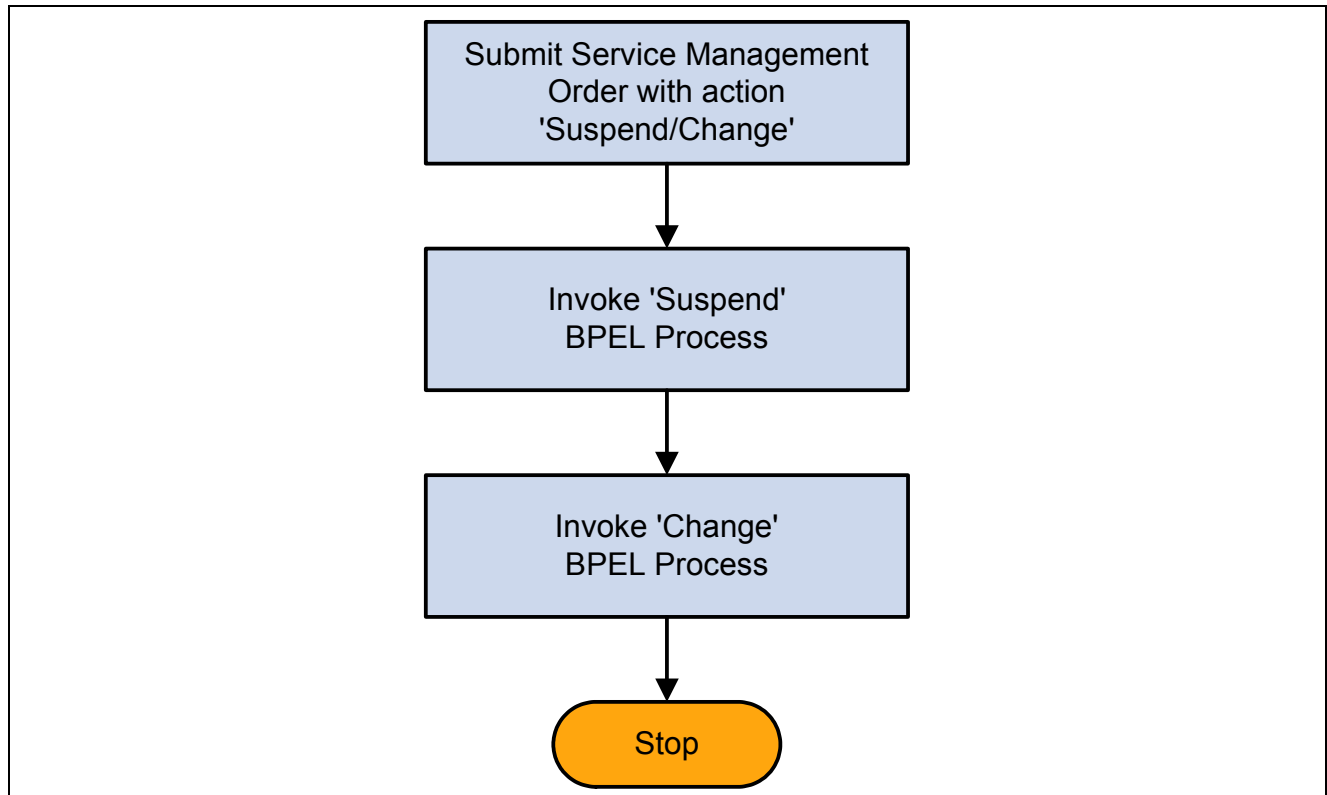 Submit Service Management
Order with action
'Suspend/Change'
Invoke 'Suspend'
BPEL Process
Invoke 'Change'
BPEL Process
Stop